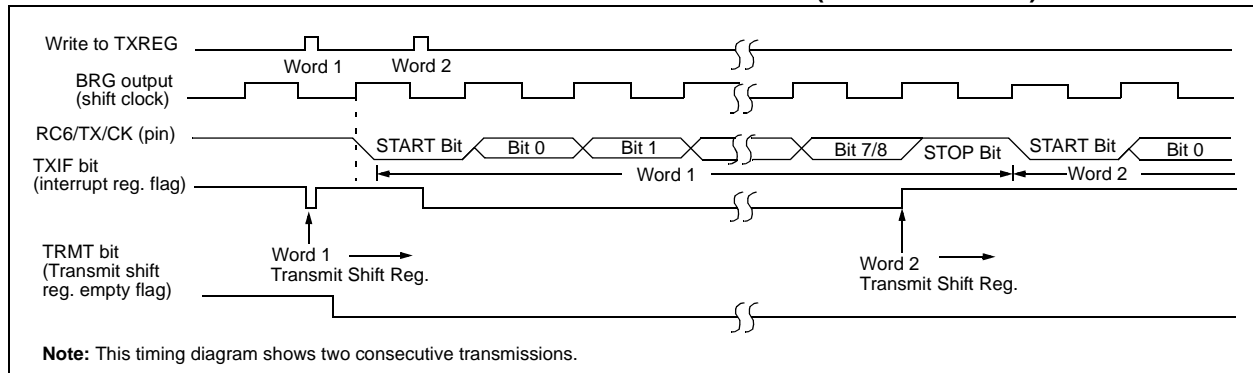 Write to TXREG
Word 1
Word 2
BRG output
(shift clock)
RC6/TX/CK (pin)
START Bit
Bit 0
Bit 1
Bit 7/8
STOP Bit
START Bit
Bit 0
TXIF bit
(interrupt reg. flag)
Word 1
Word 2
TRMT bit
(Transmit shift
reg. empty flag)
Word 1
Transmit Shift Reg.
Word 2
Transmit Shift Reg.
Note: This timing diagram shows two consecutive transmissions.